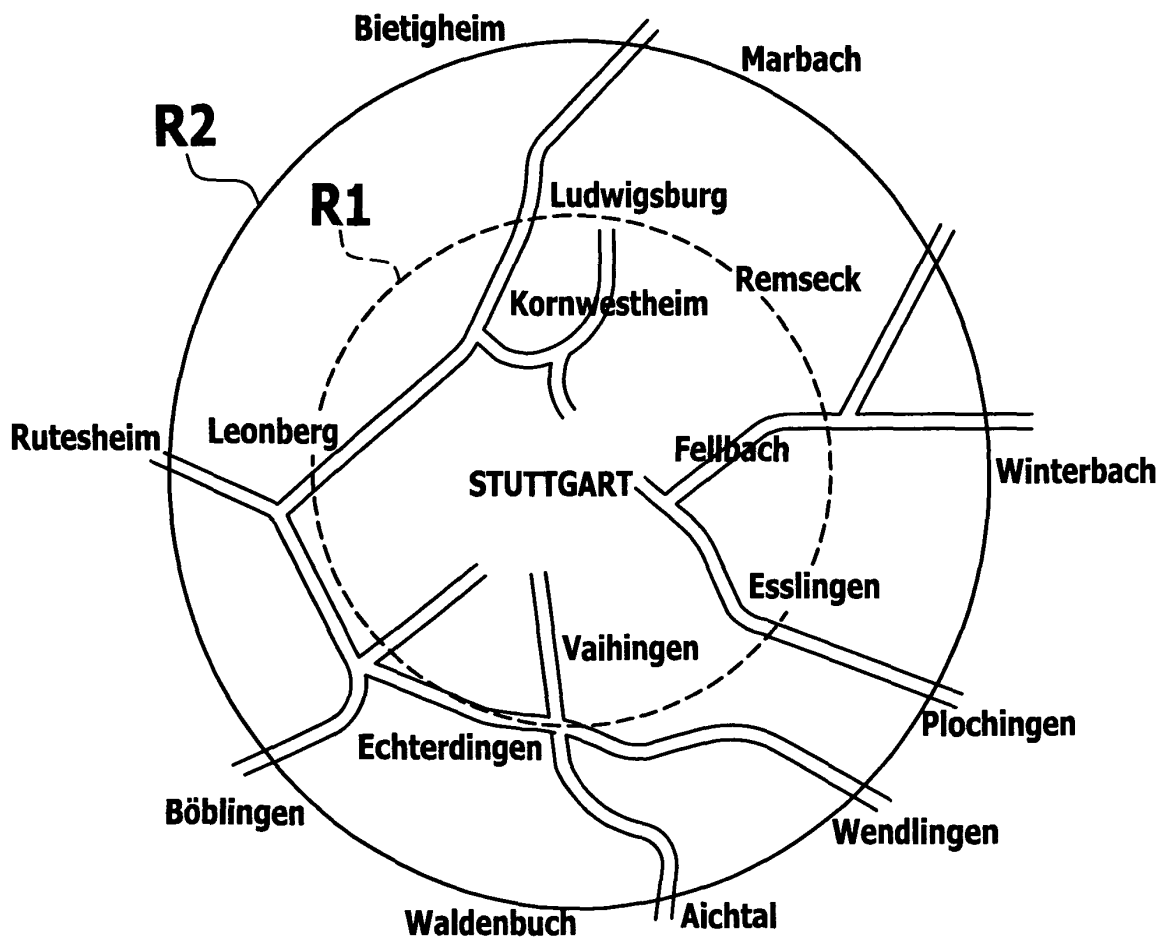 Bietigheim
Marbach
R2
R1
Ludwigsburg
Remseck
Kornwestheim
Rutesheim
Leonberg
Fellbach
STUTTGART
Winterbach
Esslingen
Vaihingen
Plochingen
Echterdingen
Böblingen
Wendlingen
Waldenbuch
Aichtal